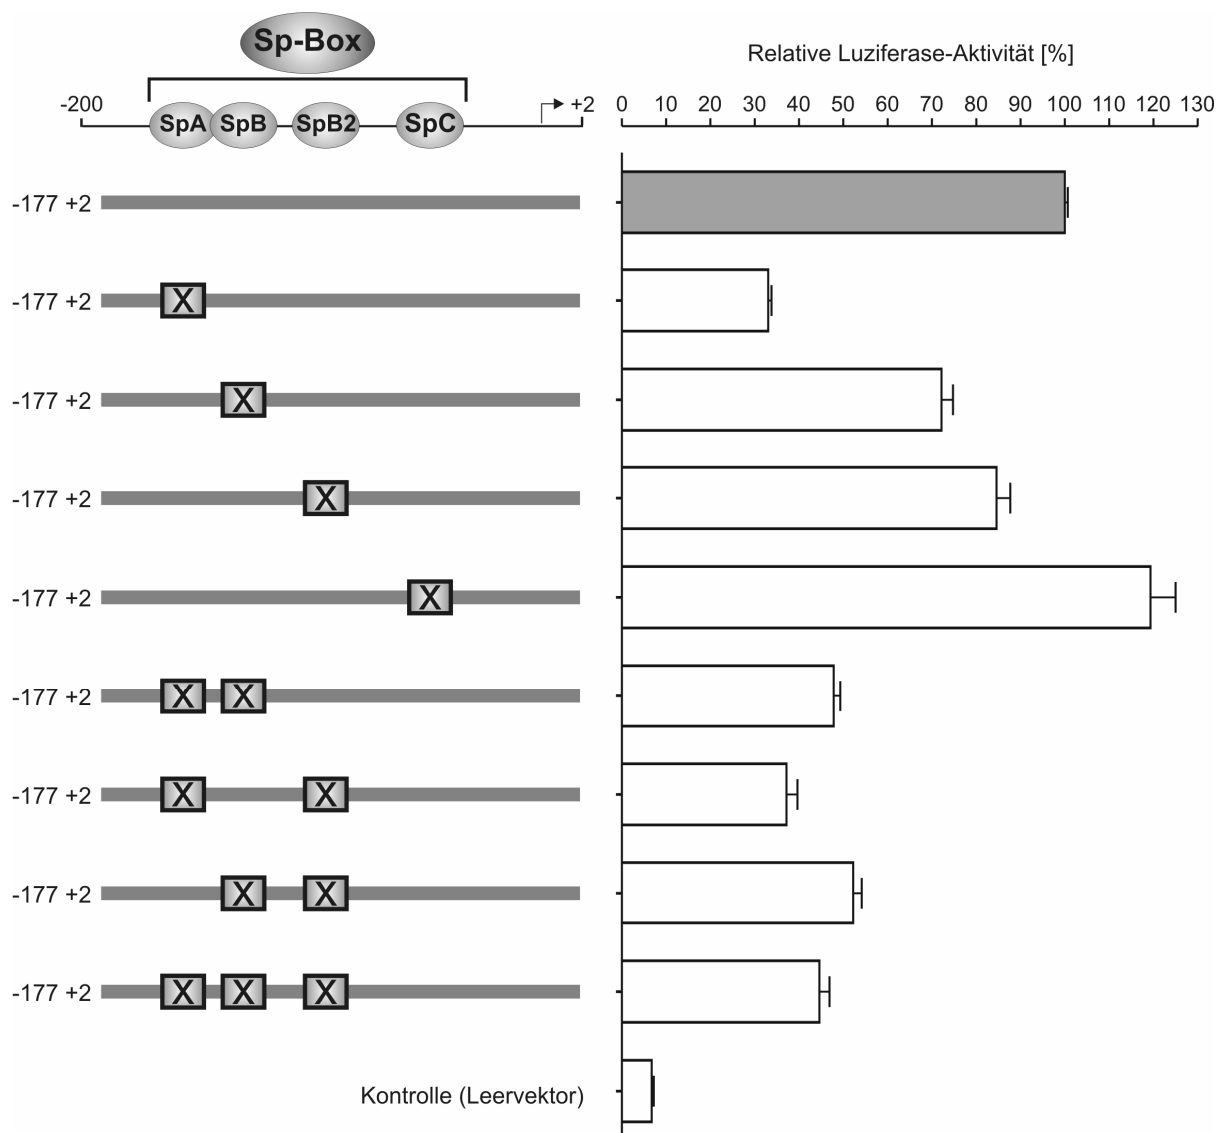 Sp-Box
Relative Luziferase-Aktivität [%]
-200 +2 0 10 20 30 40 50 60 70 80 90 100 110 120 130
SpA SpB SpB2 SpC
-177 +2
-177 +2 X
-177 +2 X
-177 +2 X
-177 +2 X
-177 +2 X X
-177 +2 X X
-177 +2 X X
-177 +2 X X X
Kontrolle (Leervektor)